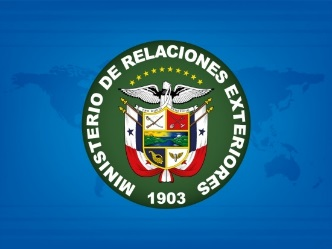 MINISTERIO DE RELACIONES EXTERIORES
1903